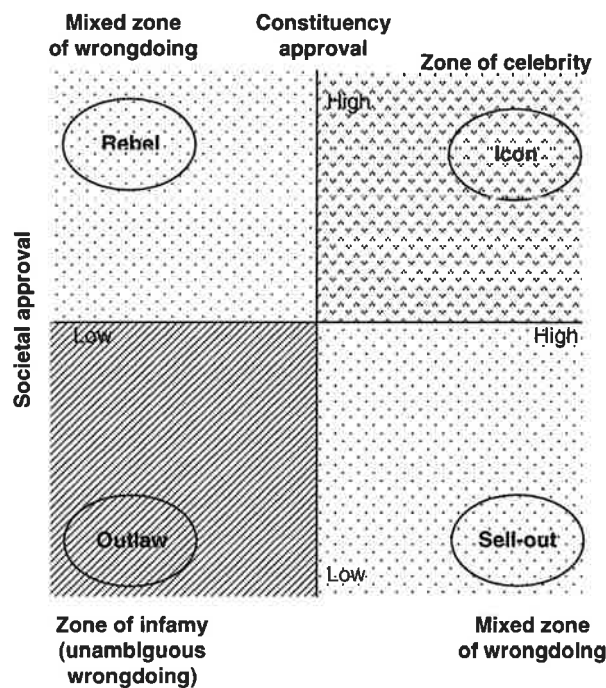 Mixed zone
of wrongdoing
Constituency
approval
Zone of celebrity
High
Rebel
Icon
Societal approval
Low
High
Outlaw
Sell-out
Low
Zone of infamy
(unambiguous
wrongdoing)
Mixed zone
of wrongdoing